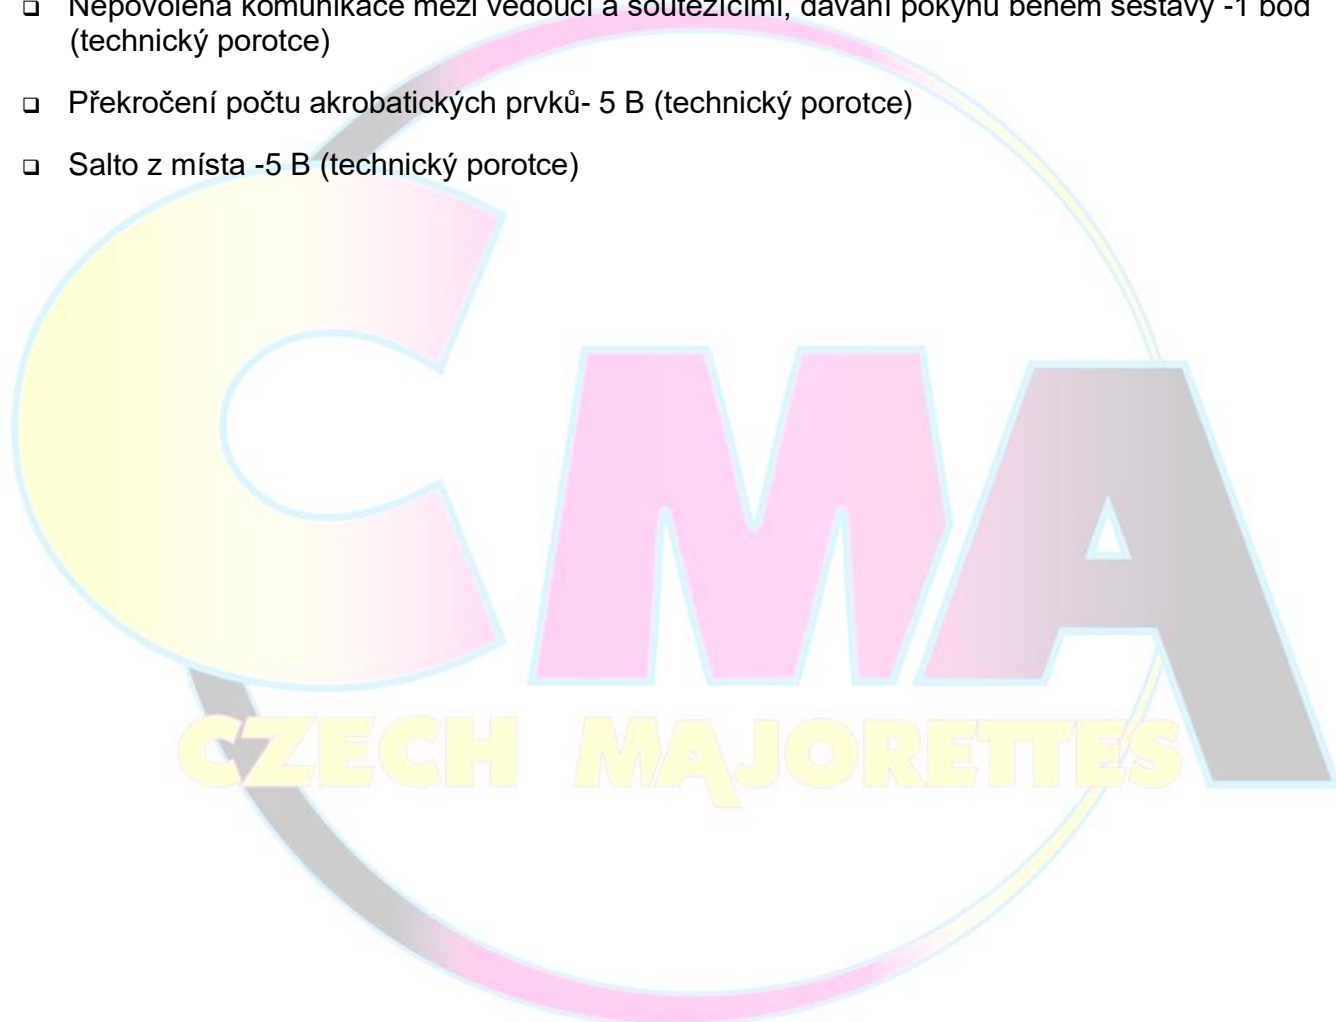 ❑ Nepovolená komunikace mezi vedoucí a soutěžícími, dávání pokynů během sestavy -1 bod
(technický porotce)
❑ Překročení počtu akrobatických prvků- 5 B (technický porotce)
❑ Salto z místa -5 B (technický porotce)
CMA
CZECH MAJORETTES